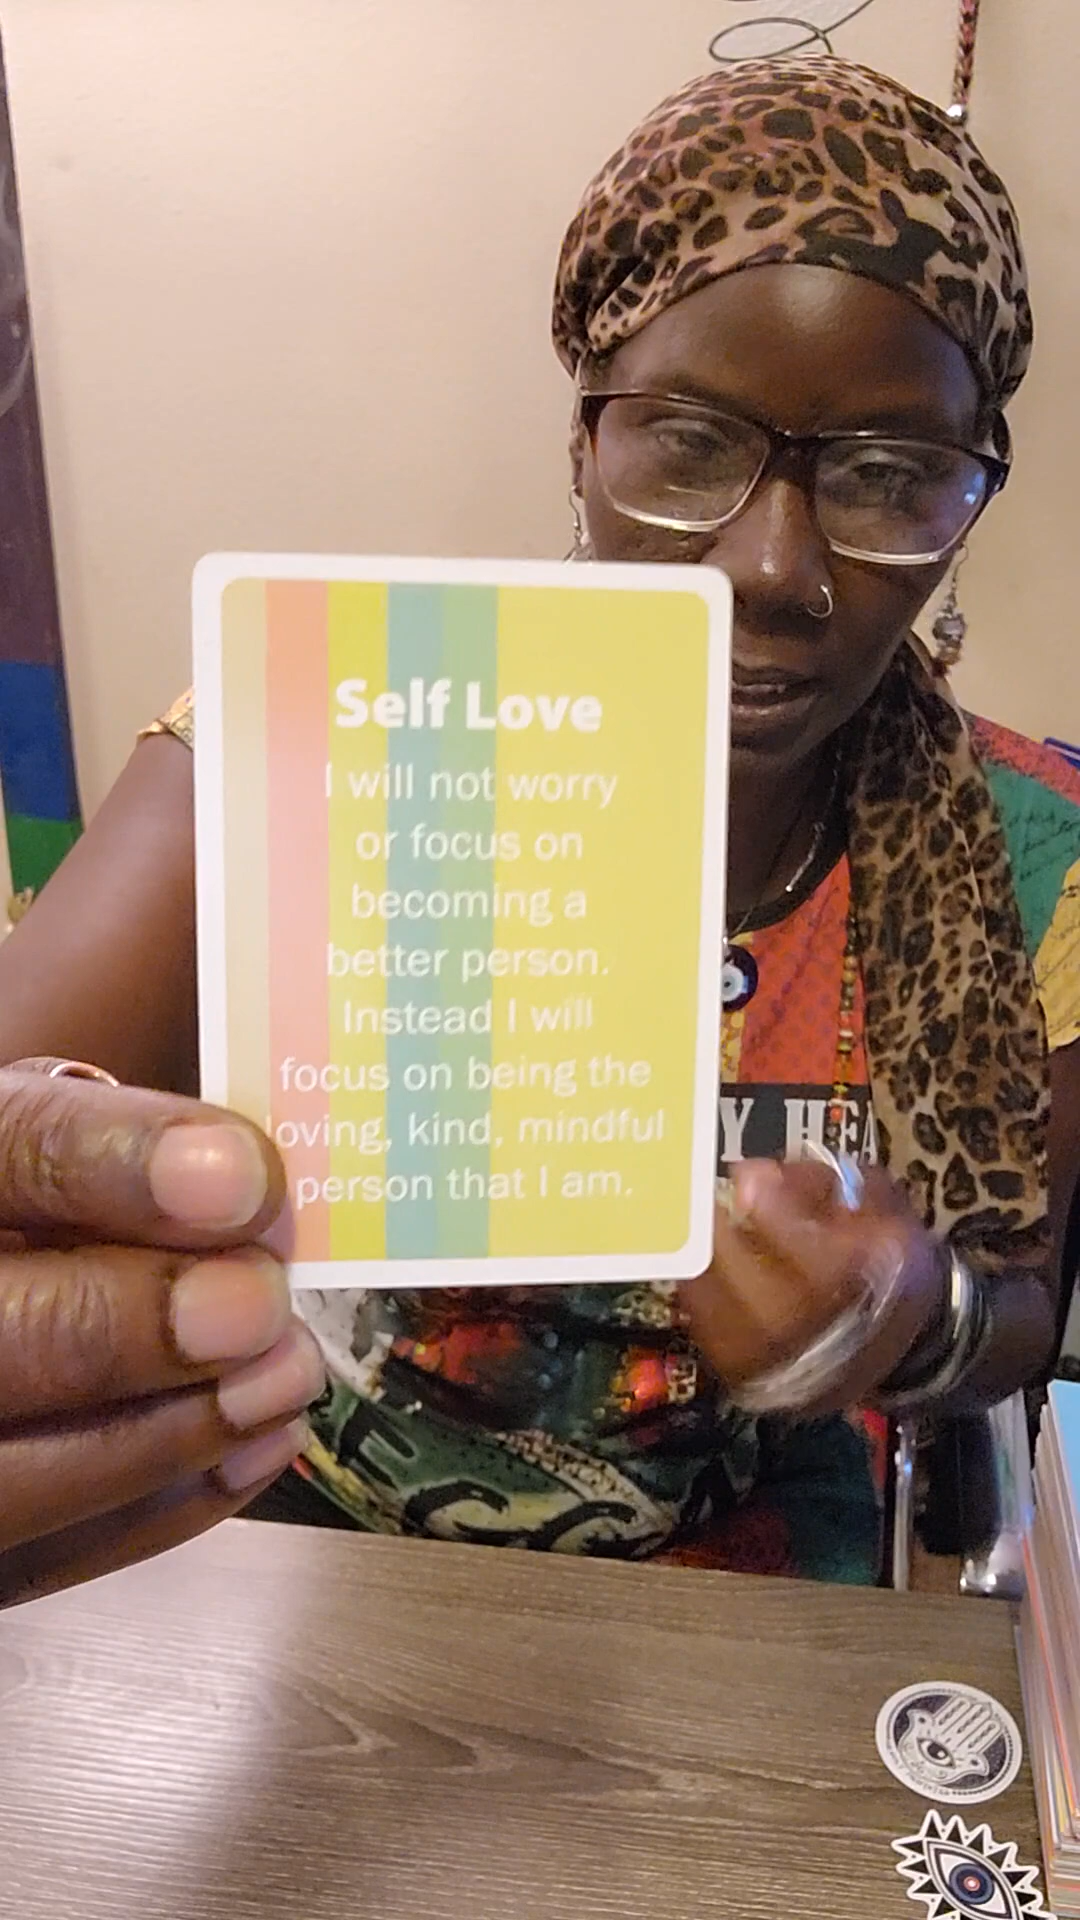 Self Love
I will not worry
or focus on
becoming a
better person.
Instead I will
focus on being the
loving, kind, mindful
person that I am.
Y HEA